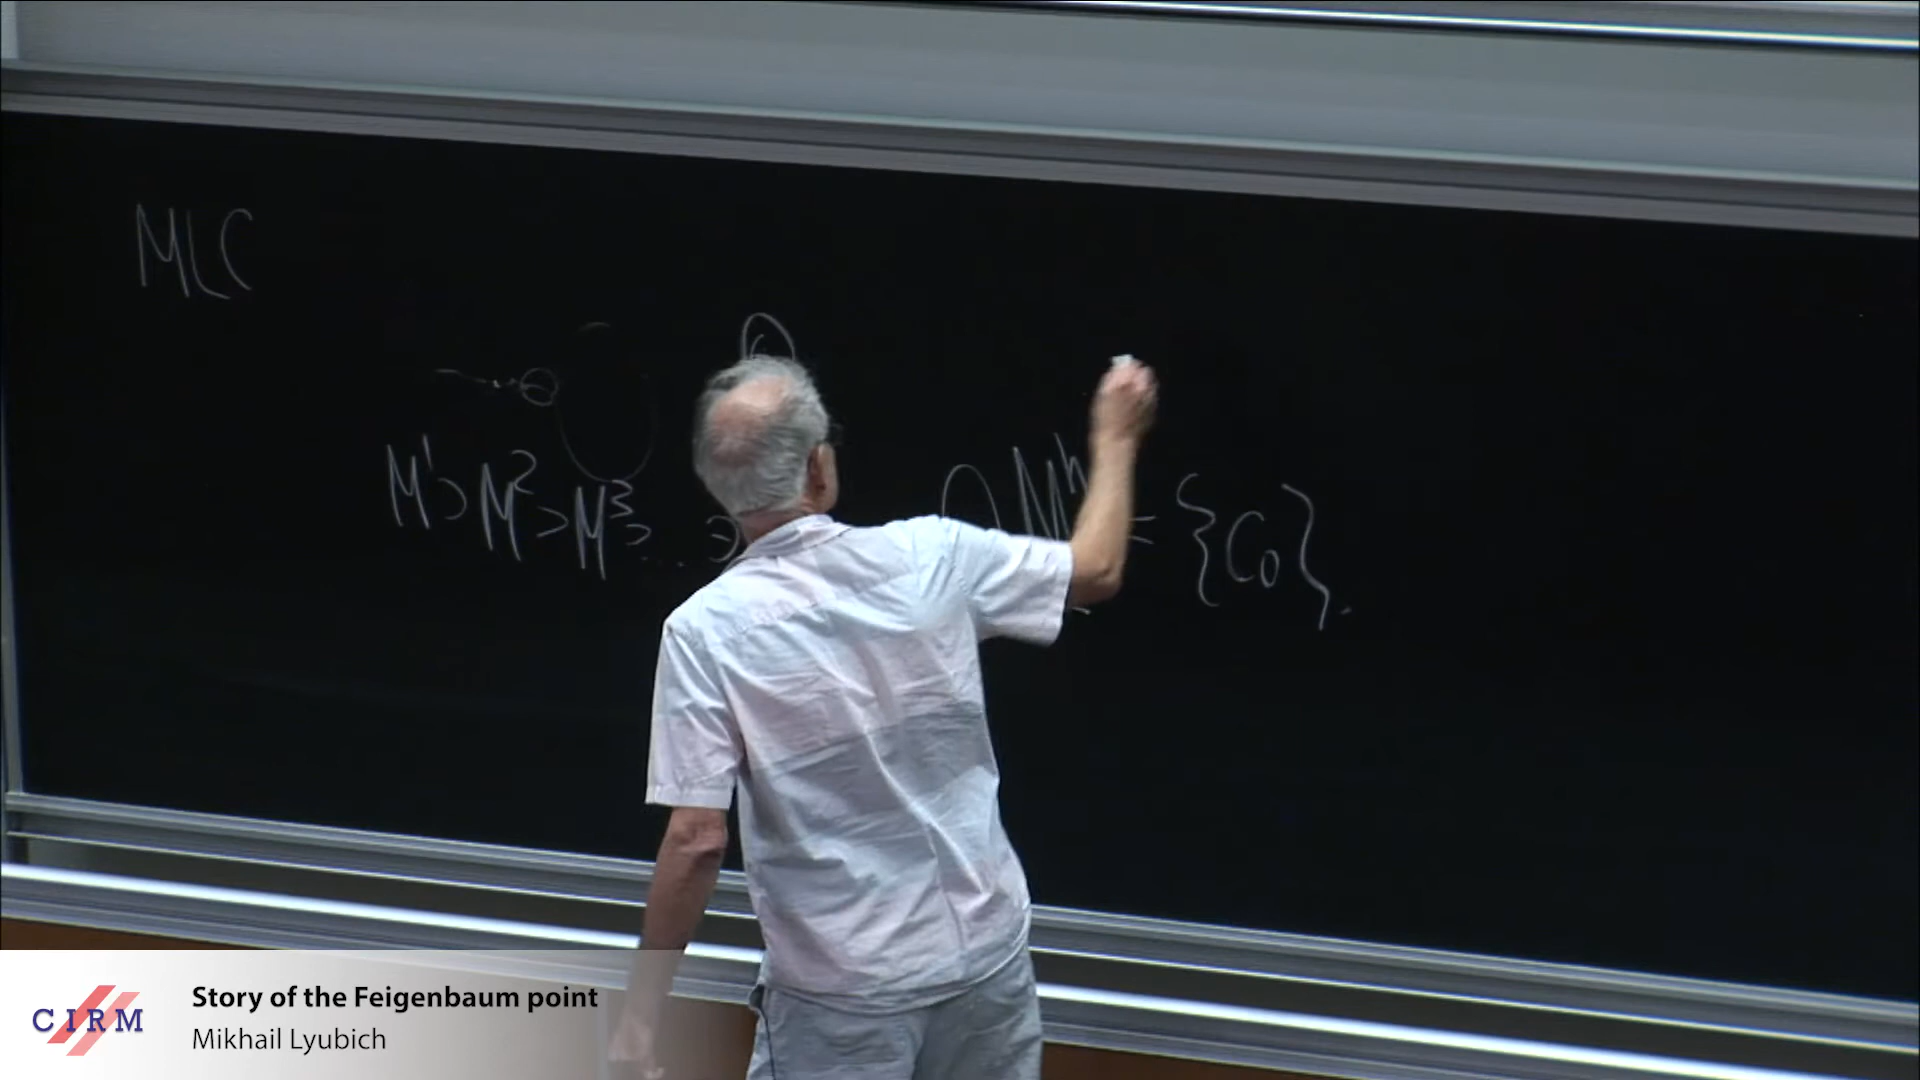 MLC
M¹ ⊃ M² ⊃ M³ ⊃ ... ∋
⋂ Mⁿ = {c₀}.
CIRM
Story of the Feigenbaum point
Mikhail Lyubich